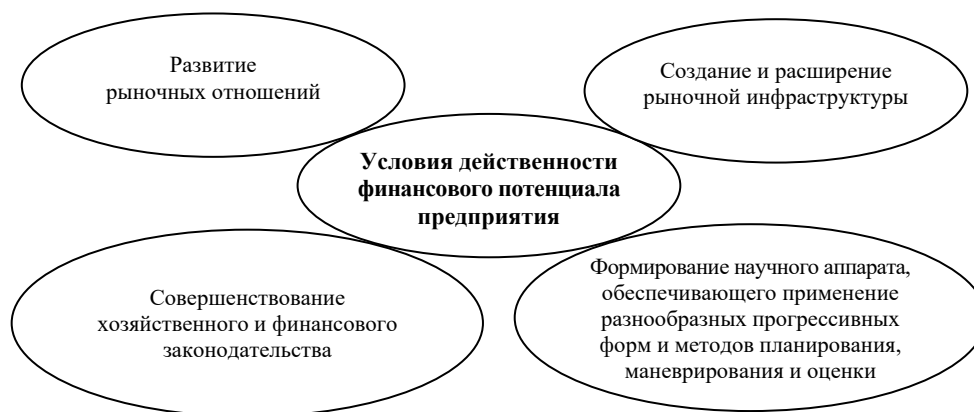 Развитие
рыночных отношений
Создание и расширение
рыночной инфраструктуры
Условия действенности
финансового потенциала
предприятия
Совершенствование
хозяйственного и финансового
законодательства
Формирование научного аппарата,
обеспечивающего применение
разнообразных прогрессивных
форм и методов планирования,
маневрирования и оценки